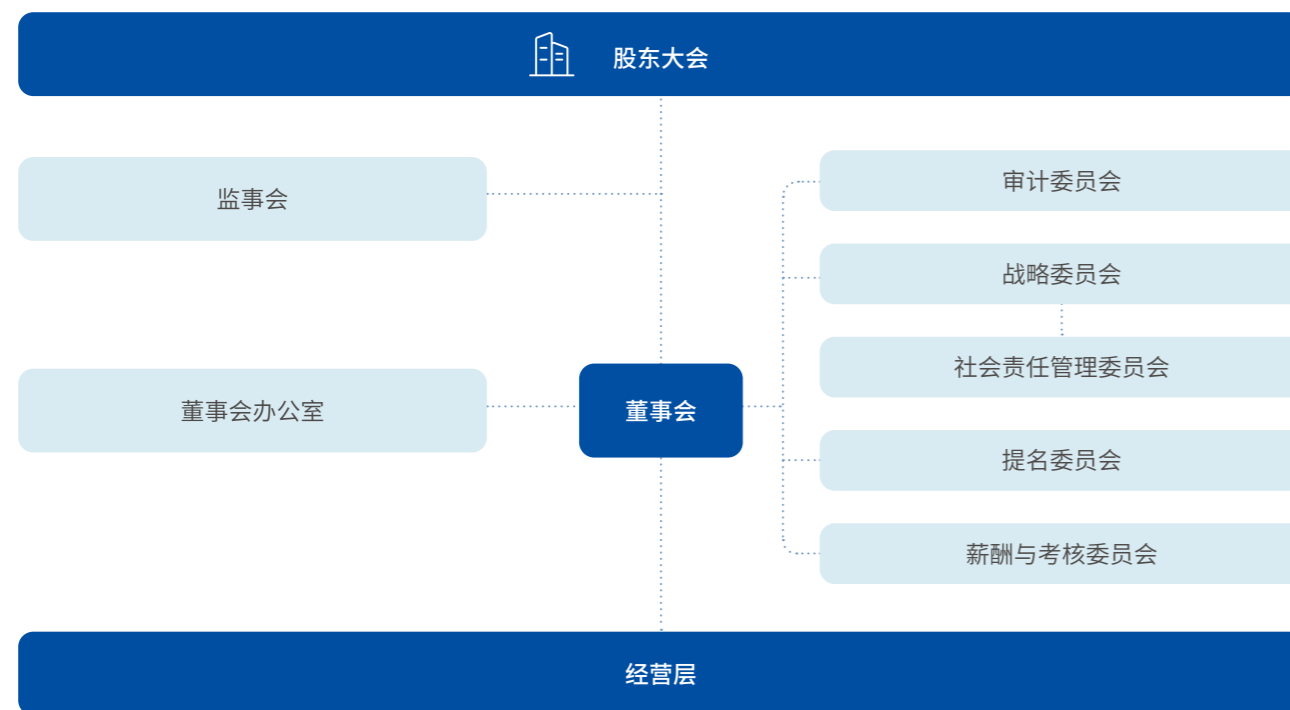 股东大会
监事会
审计委员会
战略委员会
社会责任管理委员会
董事会办公室
董事会
提名委员会
薪酬与考核委员会
经营层